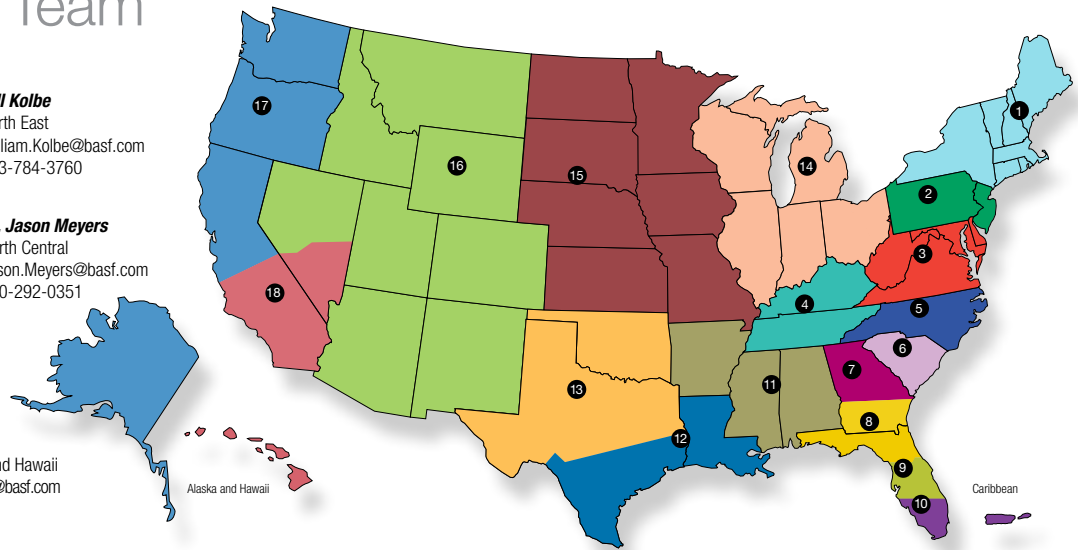 Team
ll Kolbe
rth East
liam.Kolbe@basf.com
3-784-3760
. Jason Meyers
rth Central
son.Meyers@basf.com
0-292-0351
nd Hawaii
@basf.com
Alaska and Hawaii
Caribbean
1
2
3
4
5
6
7
8
9
10
11
12
13
14
15
16
17
18